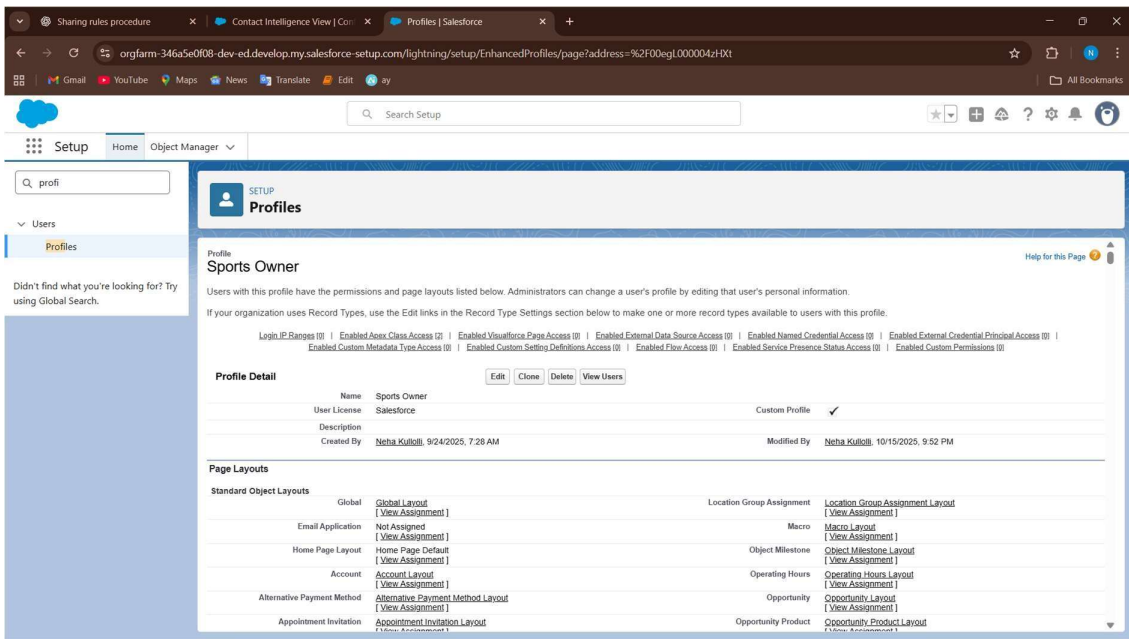 Sharing rules procedure
Contact Intelligence View | Con
Profiles | Salesforce
orgfarm-346a5e0f08-dev-ed.develop.my.salesforce-setup.com/lightning/setup/EnhancedProfiles/page?address=%2F00egL000004zHXt
N
Gmail YouTube Maps News Translate Edit ay All Bookmarks
Search Setup
Setup Home Object Manager
profi
Users
Profiles
Didn't find what you're looking for? Try
using Global Search.
SETUP
Profiles
Profile
Sports Owner
Help for this Page
Users with this profile have the permissions and page layouts listed below. Administrators can change a user's profile by editing that user's personal information.
If your organization uses Record Types, use the Edit links in the Record Type Settings section below to make one or more record types available to users with this profile.
Login IP Ranges [0] | Enabled Apex Class Access [2] | Enabled Visualforce Page Access [0] | Enabled External Data Source Access [0] | Enabled Named Credential Access [0] | Enabled External Credential Principal Access [0] |
Enabled Custom Metadata Type Access [0] | Enabled Custom Setting Definitions Access [0] | Enabled Flow Access [0] | Enabled Service Presence Status Access [0] | Enabled Custom Permissions [0]
Profile Detail Edit Clone Delete View Users
Name Sports Owner
User License Salesforce Custom Profile ✓
Description
Created By Neha Kullolli, 9/24/2025, 7:28 AM Modified By Neha Kullolli, 10/15/2025, 9:52 PM
Page Layouts
Standard Object Layouts
Global Global Layout Location Group Assignment Location Group Assignment Layout
[ View Assignment ] [ View Assignment ]
Email Application Not Assigned Macro Macro Layout
[ View Assignment ] [ View Assignment ]
Home Page Layout Home Page Default Object Milestone Object Milestone Layout
[ View Assignment ] [ View Assignment ]
Account Account Layout Operating Hours Operating Hours Layout
[ View Assignment ] [ View Assignment ]
Alternative Payment Method Alternative Payment Method Layout Opportunity Opportunity Layout
[ View Assignment ] [ View Assignment ]
Appointment Invitation Appointment Invitation Layout Opportunity Product Opportunity Product Layout
[ View Assignment ] [ View Assignment ]